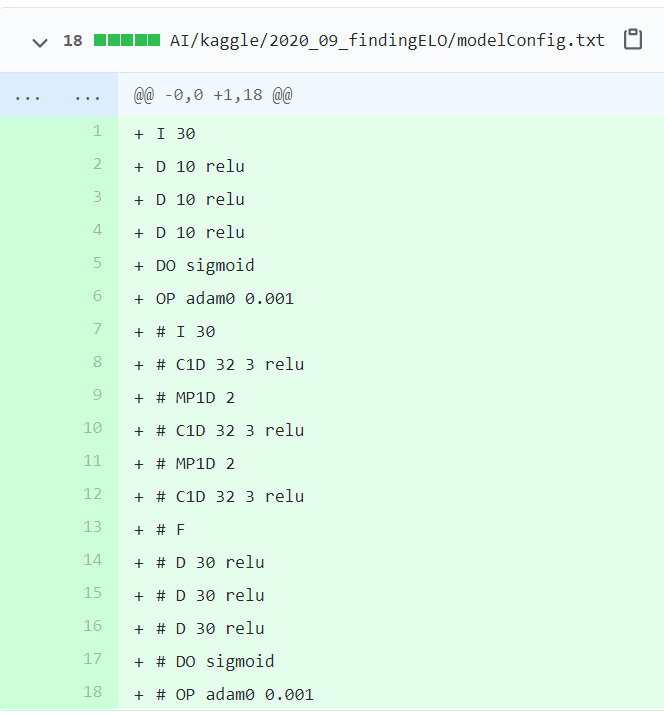 18 AI/kaggle/2020_09_findingELO/modelConfig.txt
... ... @@ -0,0 +1,18 @@
1 + I 30
2 + D 10 relu
3 + D 10 relu
4 + D 10 relu
5 + DO sigmoid
6 + OP adam0 0.001
7 + # I 30
8 + # C1D 32 3 relu
9 + # MP1D 2
10 + # C1D 32 3 relu
11 + # MP1D 2
12 + # C1D 32 3 relu
13 + # F
14 + # D 30 relu
15 + # D 30 relu
16 + # D 30 relu
17 + # DO sigmoid
18 + # OP adam0 0.001